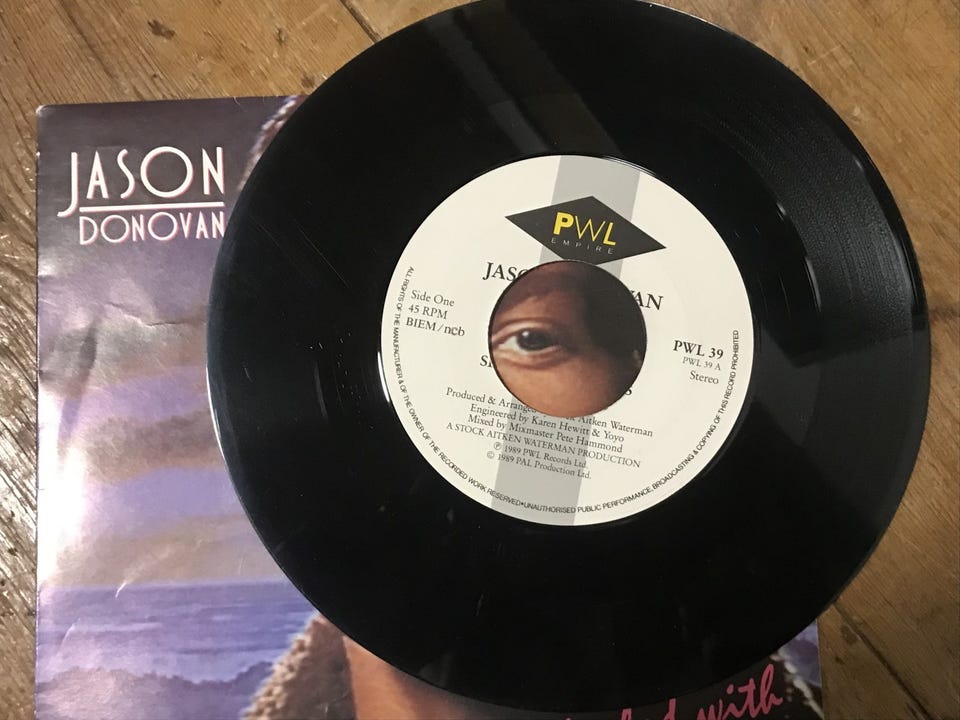 JASON
DONOVAN
PWL
EMPIRE
JAS VAN
Side One
45 RPM
BIEM/ncb
PWL 39
PWL 39 A
Stereo
S S
Produced & Arranged Aitken Waterman
Engineered by Karen Hewitt & Yoyo
Mixed by Mixmaster Pete Hammond
A STOCK AITKEN WATERMAN PRODUCTION
℗ 1989 PWL Records Ltd.
© 1989 PAL Production Ltd.
ALL RIGHTS OF THE MANUFACTURER & OF THE OWNER OF THE RECORDED WORK RESERVED•UNAUTHORISED PUBLIC PERFORMANCE, BROADCASTING & COPYING OF THIS RECORD PROHIBITED
with